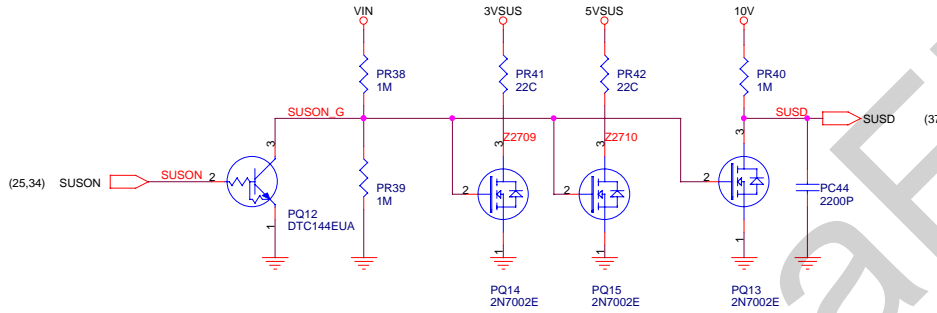 VIN
3VSUS
5VSUS
10V
PR38
1M
PR41
22C
PR42
22C
PR40
1M
SUSON_G
SUSD
SUSD
(37
3
Z2709
3
Z2710
3
3
(25,34)
SUSON
SUSON
2
PR39
1M
2
2
2
PC44
2200P
PQ12
DTC144EUA
1
1
1
1
PQ14
2N7002E
PQ15
2N7002E
PQ13
2N7002E